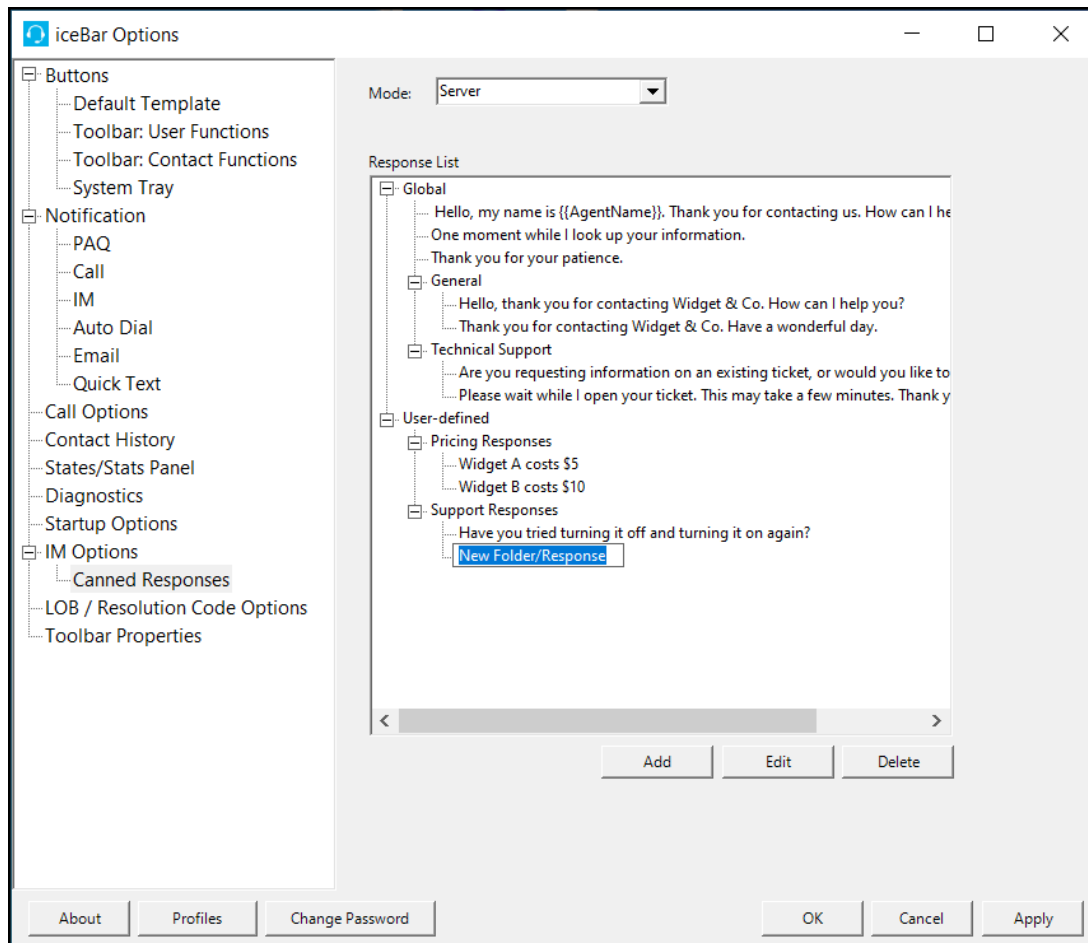 iceBar Options
Buttons
Default Template
Toolbar: User Functions
Toolbar: Contact Functions
System Tray
Notification
PAQ
Call
IM
Auto Dial
Email
Quick Text
Call Options
Contact History
States/Stats Panel
Diagnostics
Startup Options
IM Options
Canned Responses
LOB / Resolution Code Options
Toolbar Properties
Mode: Server
Response List
Global
Hello, my name is {{AgentName}}. Thank you for contacting us. How can I he
One moment while I look up your information.
Thank you for your patience.
General
Hello, thank you for contacting Widget & Co. How can I help you?
Thank you for contacting Widget & Co. Have a wonderful day.
Technical Support
Are you requesting information on an existing ticket, or would you like to
Please wait while I open your ticket. This may take a few minutes. Thank y
User-defined
Pricing Responses
Widget A costs $5
Widget B costs $10
Support Responses
Have you tried turning it off and turning it on again?
New Folder/Response
Add Edit Delete
About Profiles Change Password OK Cancel Apply